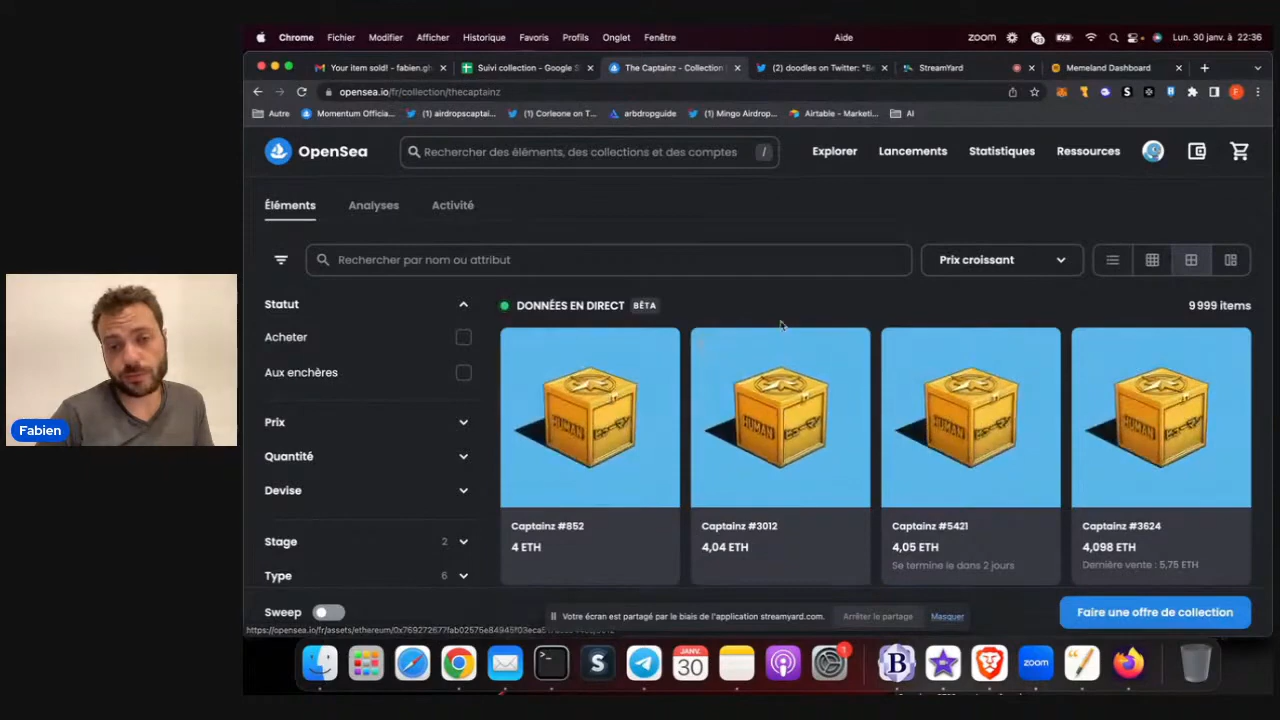 Chrome Fichier Modifier Afficher Historique Favoris Profils Onglet Fenêtre Aide zoom Lun. 30 janv. à 22:36
Your item sold! - fabien.g Suivi collection - Google S The Captainz - Collection (2) doodles on Twitter: "B StreamYard Memeland Dashboard
opensea.io/fr/collection/thecaptainz
Autre Momentum Officia... (1) airdropscaptai... (1) Corleone on T... arbdropguide (1) Mingo Airdrop... Airtable - Marketi... AI
OpenSea Rechercher des éléments, des collections et des comptes / Explorer Lancements Statistiques Ressources
Éléments Analyses Activité
Rechercher par nom ou attribut Prix croissant
Statut DONNÉES EN DIRECT BÊTA 9 999 items
Acheter
Aux enchères
Prix
HUMAN HUMAN HUMAN HUMAN
Quantité
Devise
Captainz #852 Captainz #3012 Captainz #5421 Captainz #3624
4 ETH 4,04 ETH 4,05 ETH 4,098 ETH
Stage 2
Se termine le dans 2 jours Dernière vente : 5,75 ETH
Type 6
Sweep Votre écran est partagé par le biais de l'application streamyard.com. Arrêter le partage Masquer Faire une offre de collection
JANV. 30 1 zoom
Fabien